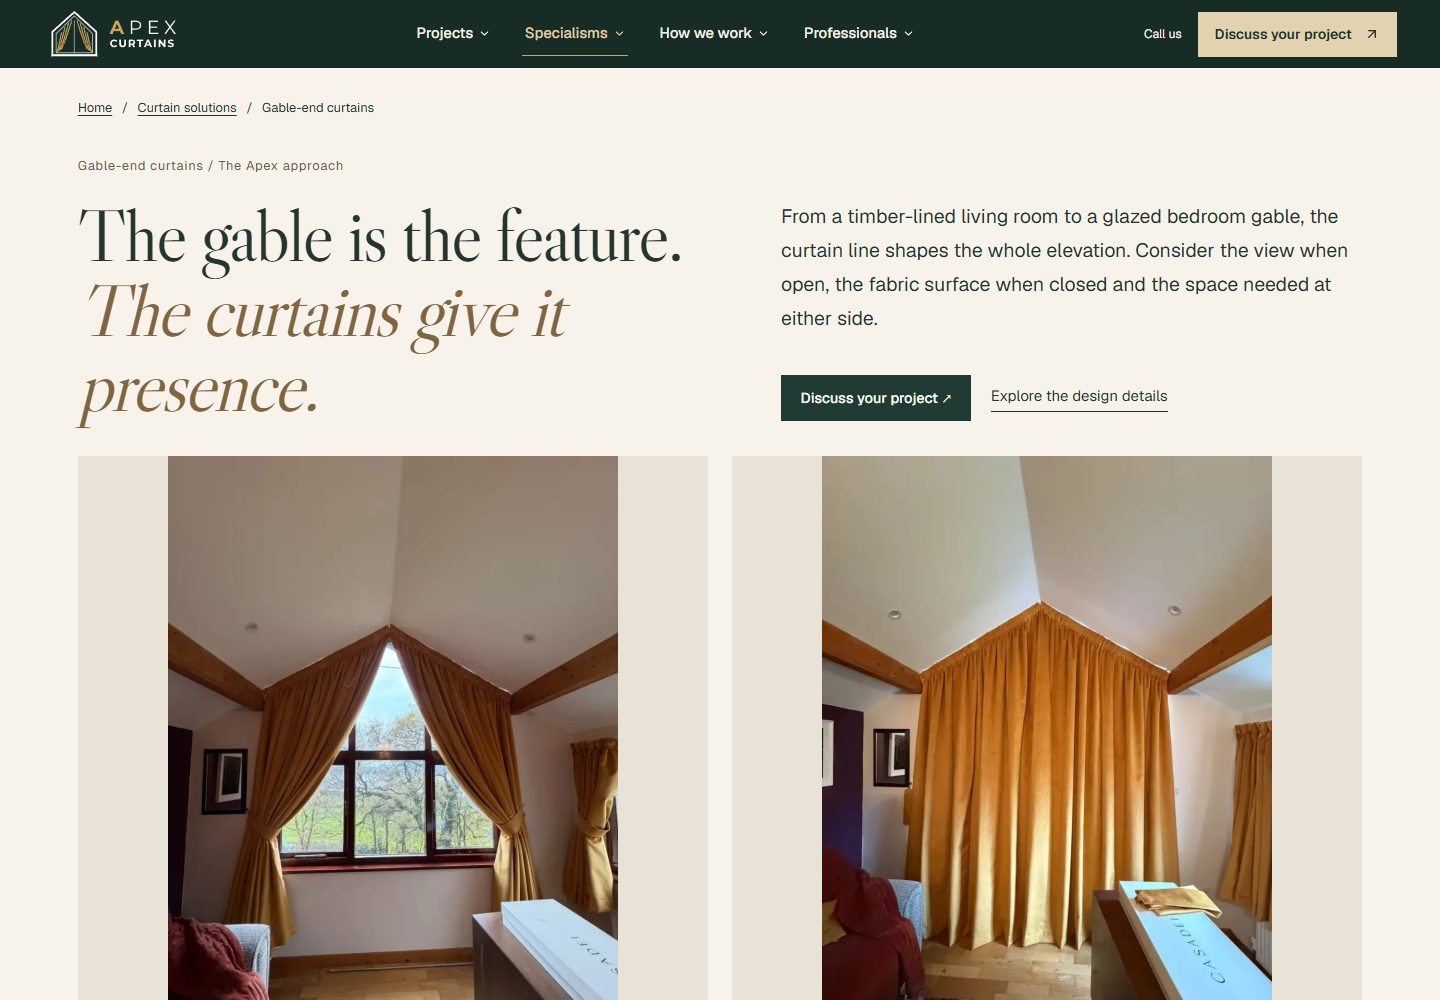 APEX
CURTAINS
Projects
Specialisms
How we work
Professionals
Call us
Discuss your project
Home / Curtain solutions / Gable-end curtains
Gable-end curtains / The Apex approach
The gable is the feature.
The curtains give it
presence.
From a timber-lined living room to a glazed bedroom gable, the
curtain line shapes the whole elevation. Consider the view when
open, the fabric surface when closed and the space needed at
either side.
Discuss your project ↗
Explore the design details
CASADEI